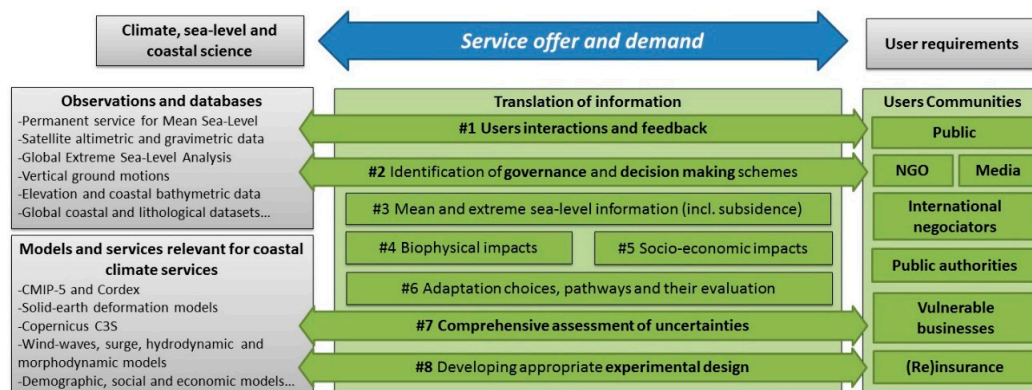 Climate, sea-level and
coastal science
Service offer and demand
User requirements
Observations and databases
-Permanent service for Mean Sea-Level
-Satellite altimetric and gravimetric data
-Global Extreme Sea-Level Analysis
-Vertical ground motions
-Elevation and coastal bathymetric data
-Global coastal and lithological datasets...
Models and services relevant for coastal
climate services
-CMIP-5 and Cordex
-Solid-earth deformation models
-Copernicus C3S
-Wind-waves, surge, hydrodynamic and
morphodynamic models
-Demographic, social and economic models...
Translation of information
#1 Users interactions and feedback
#2 Identification of governance and decision making schemes
#3 Mean and extreme sea-level information (incl. subsidence)
#4 Biophysical impacts
#5 Socio-economic impacts
#6 Adaptation choices, pathways and their evaluation
#7 Comprehensive assessment of uncertainties
#8 Developing appropriate experimental design
Users Communities
Public
NGO
Media
International
negociators
Public authorities
Vulnerable
businesses
(Re)insurance